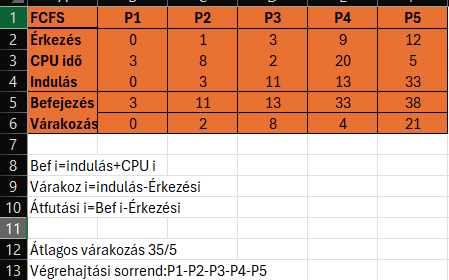 1 FCFS P1 P2 P3 P4 P5
2 Érkezés 0 1 3 9 12
3 CPU idő 3 8 2 20 5
4 Indulás 0 3 11 13 33
5 Befejezés 3 11 13 33 38
6 Várakozás 0 2 8 4 21
7
8 Bef i=indulás+CPU i
9 Várakoz i=indulás-Érkezési
10 Átfutási i=Bef i-Érkezési
11
12 Átlagos várakozás 35/5
13 Végrehajtási sorrend:P1-P2-P3-P4-P5